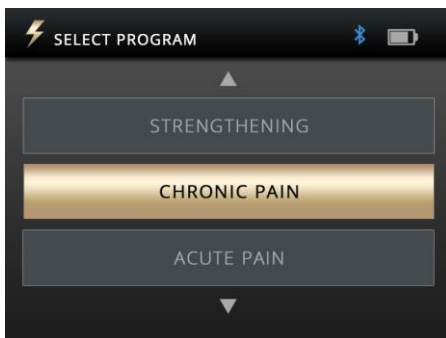 SELECT PROGRAM
STRENGTHENING
CHRONIC PAIN
ACUTE PAIN